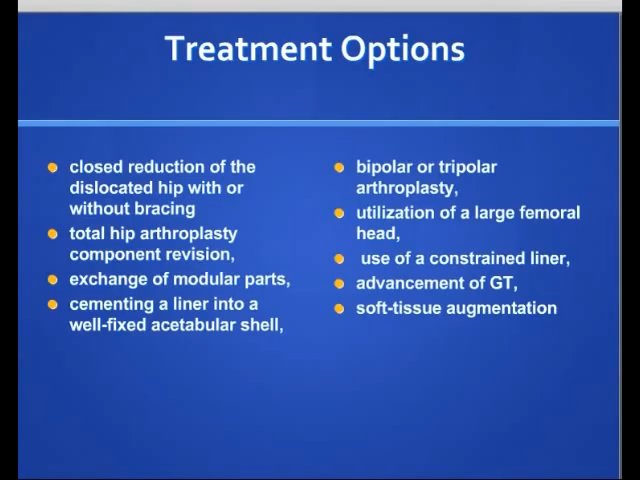 Treatment Options
closed reduction of the
dislocated hip with or
without bracing
total hip arthroplasty
component revision,
exchange of modular parts,
cementing a liner into a
well-fixed acetabular shell,
bipolar or tripolar
arthroplasty,
utilization of a large femoral
head,
use of a constrained liner,
advancement of GT,
soft-tissue augmentation